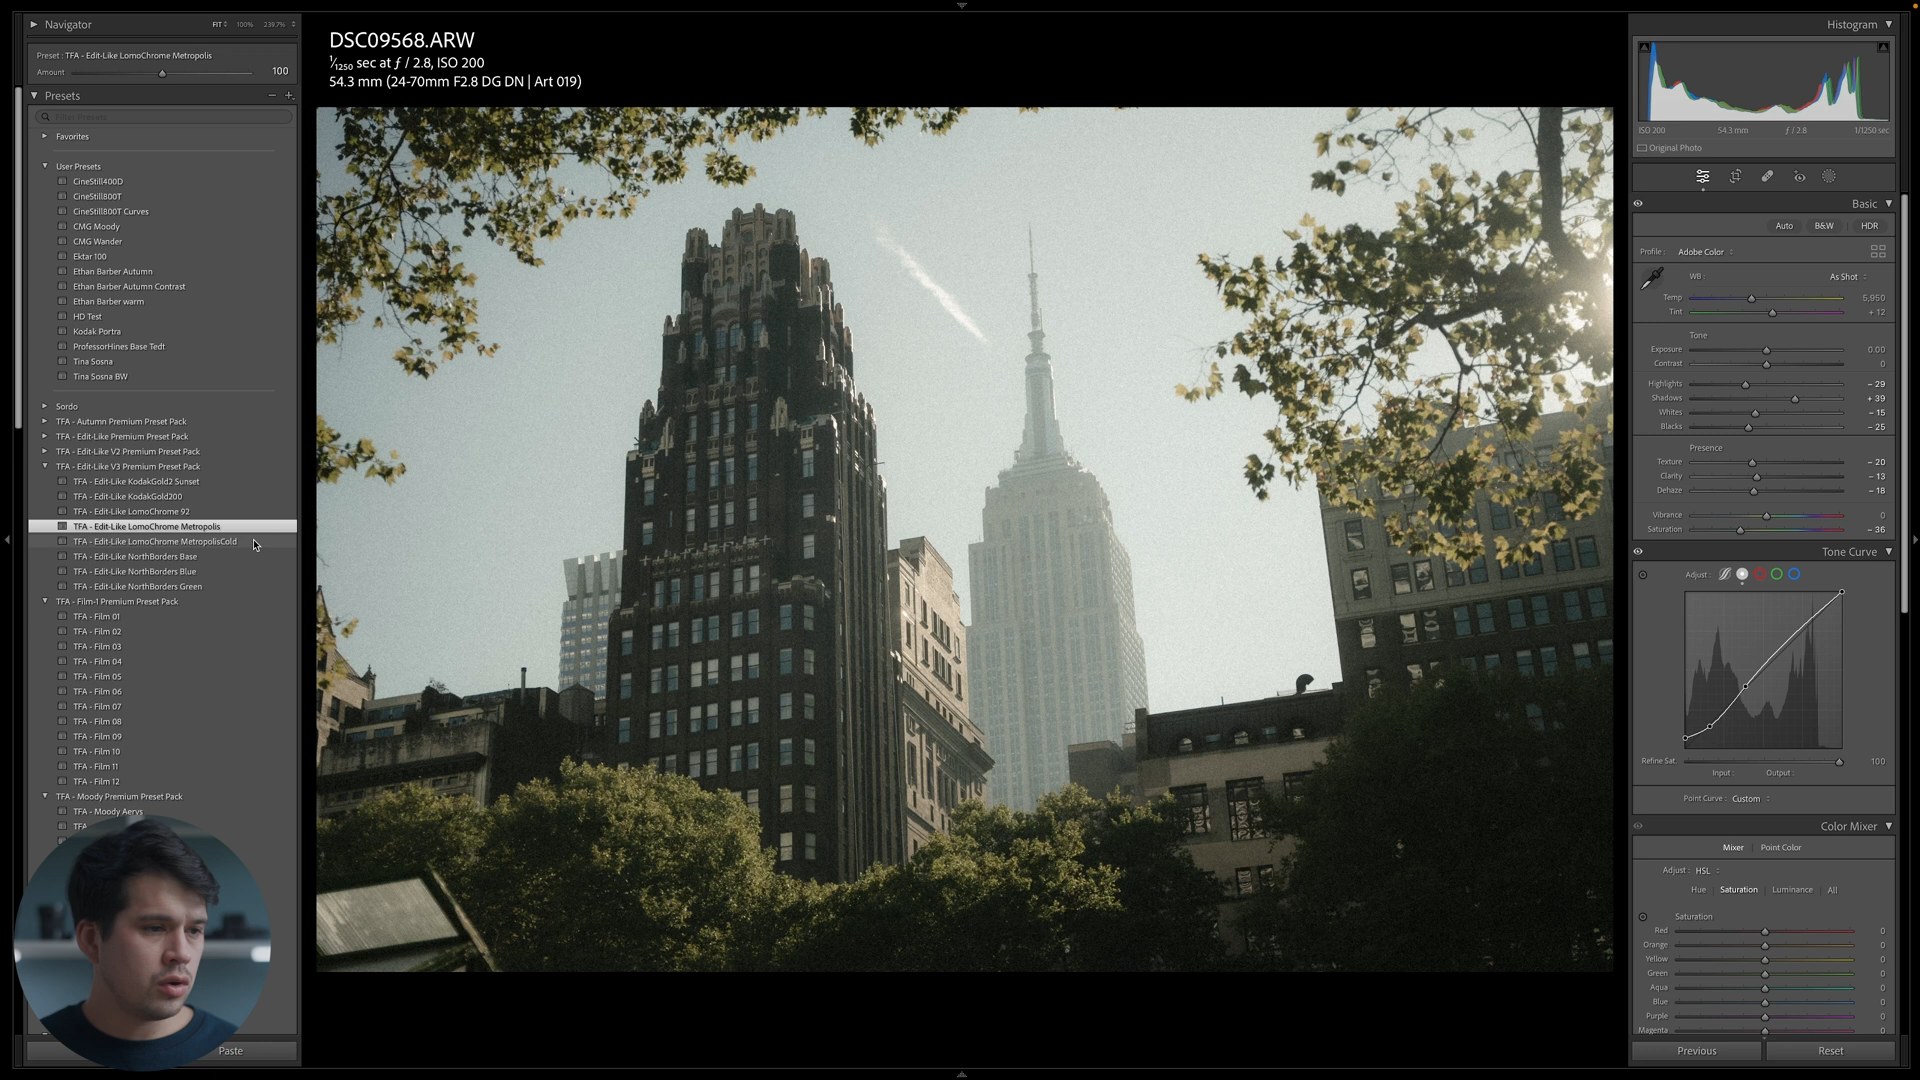 Navigator
FIT 100% 239.7%
Preset : TFA - Edit-Like LomoChrome Metropolis
Amount 100
Presets
Filter Presets
Favorites
User Presets
CineStill400D
CineStill800T
CineStill800T Curves
CMG Moody
CMG Wander
Ektar 100
Ethan Barber Autumn
Ethan Barber Autumn Contrast
Ethan Barber warm
HD Test
Kodak Portra
ProfessorHines Base Tedt
Tina Sosna
Tina Sosna BW
Sordo
TFA - Autumn Premium Preset Pack
TFA - Edit-Like Premium Preset Pack
TFA - Edit-Like V2 Premium Preset Pack
TFA - Edit-Like V3 Premium Preset Pack
TFA - Edit-Like KodakGold2 Sunset
TFA - Edit-Like KodakGold200
TFA - Edit-Like LomoChrome 92
TFA - Edit-Like LomoChrome Metropolis
TFA - Edit-Like LomoChrome MetropolisCold
TFA - Edit-Like NorthBorders Base
TFA - Edit-Like NorthBorders Blue
TFA - Edit-Like NorthBorders Green
TFA - Film-1 Premium Preset Pack
TFA - Film 01
TFA - Film 02
TFA - Film 03
TFA - Film 04
TFA - Film 05
TFA - Film 06
TFA - Film 07
TFA - Film 08
TFA - Film 09
TFA - Film 10
TFA - Film 11
TFA - Film 12
TFA - Moody Premium Preset Pack
TFA - Moody Aerys
TFA
Paste
DSC09568.ARW
1/1250 sec at ƒ / 2.8, ISO 200
54.3 mm (24-70mm F2.8 DG DN | Art 019)
Histogram
ISO 200 54.3 mm ƒ / 2.8 1/1250 sec
Original Photo
Basic
Auto B&W HDR
Profile : Adobe Color
WB : As Shot
Temp 5,950
Tint + 12
Tone
Exposure 0.00
Contrast 0
Highlights – 29
Shadows + 39
Whites – 15
Blacks – 25
Presence
Texture – 20
Clarity – 13
Dehaze – 18
Vibrance 0
Saturation – 36
Tone Curve
Adjust :
Refine Sat. 100
Input : Output :
Point Curve : Custom
Color Mixer
Mixer | Point Color
Adjust : HSL
Hue Saturation Luminance All
Saturation
Red 0
Orange 0
Yellow 0
Green 0
Aqua 0
Blue 0
Purple 0
Magenta 0
Previous Reset